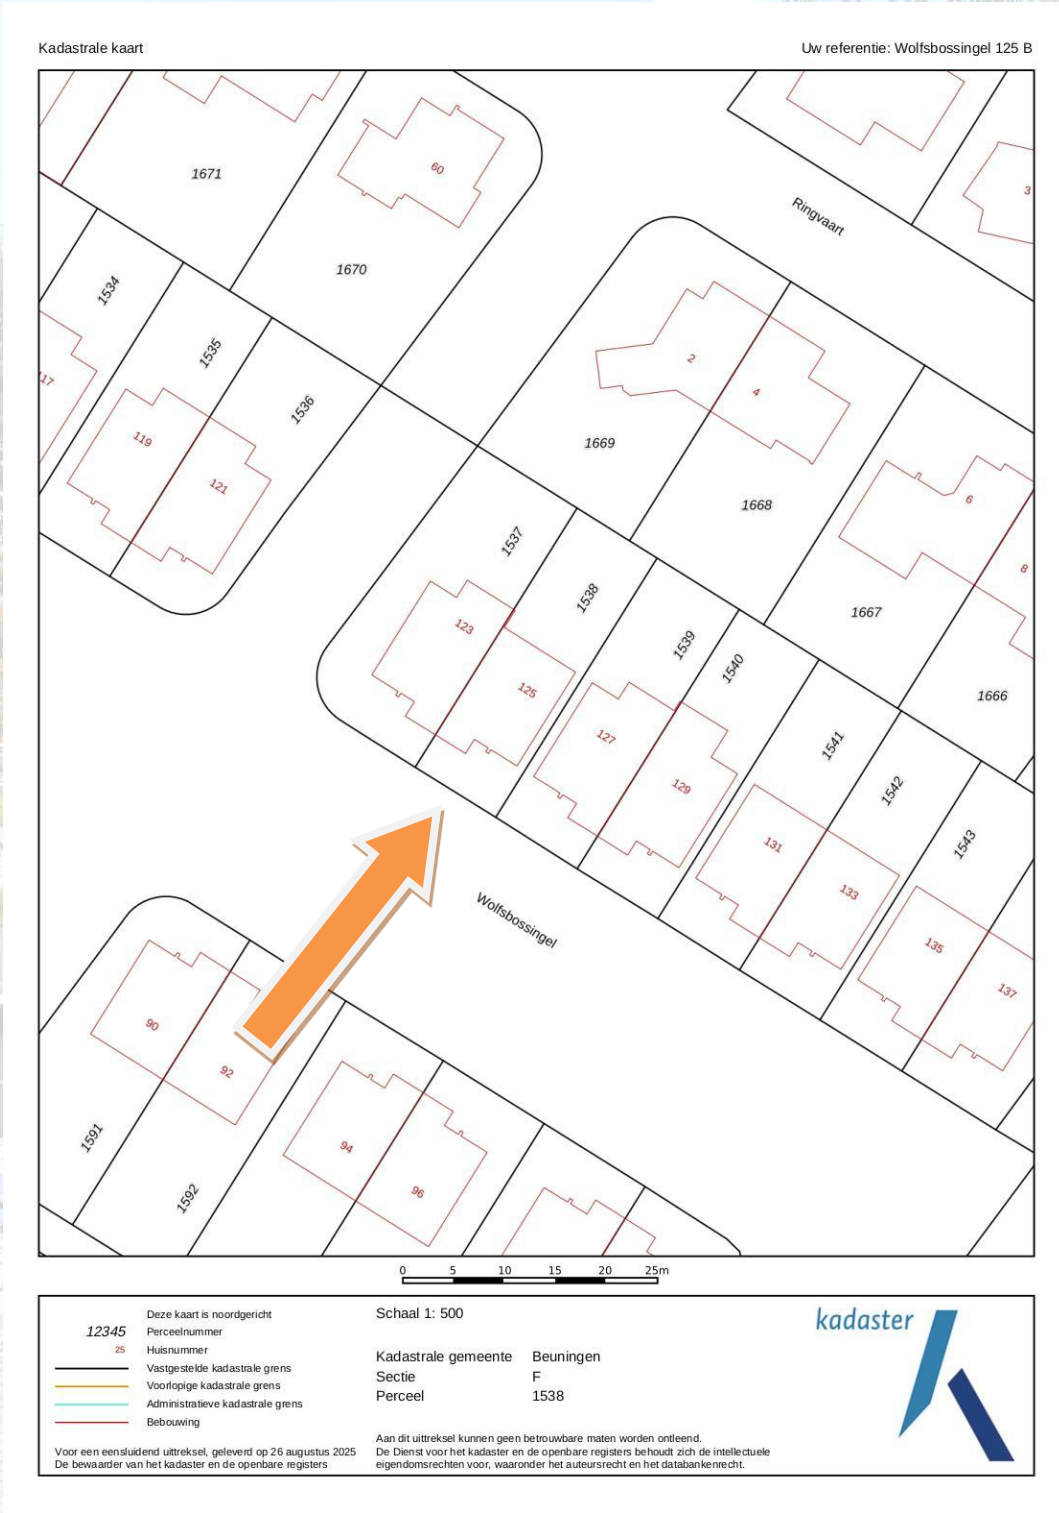 Kadastrale kaart
Uw referentie: Wolfsbossingel 125 B
60
1671
3
Ringvaart
1670
1534
1535
2
17
4
1536
119
1669
121
6
1668
1537
8
1538
1667
123
1539
1540
125
1666
127
1541
129
1542
131
1543
133
Wolfsbossingel
135
137
90
92
1591
94
96
1592
0 5 10 15 20 25m
Deze kaart is noordgericht
12345 Perceelnummer
25 Huisnummer
Vastgestelde kadastrale grens
Voorlopige kadastrale grens
Administratieve kadastrale grens
Bebouwing
Voor een eensluidend uittreksel, geleverd op 26 augustus 2025
De bewaarder van het kadaster en de openbare registers
Schaal 1: 500
Kadastrale gemeente Beuningen
Sectie F
Perceel 1538
Aan dit uittreksel kunnen geen betrouwbare maten worden ontleend.
De Dienst voor het kadaster en de openbare registers behoudt zich de intellectuele
eigendomsrechten voor, waaronder het auteursrecht en het databankenrecht.
kadaster